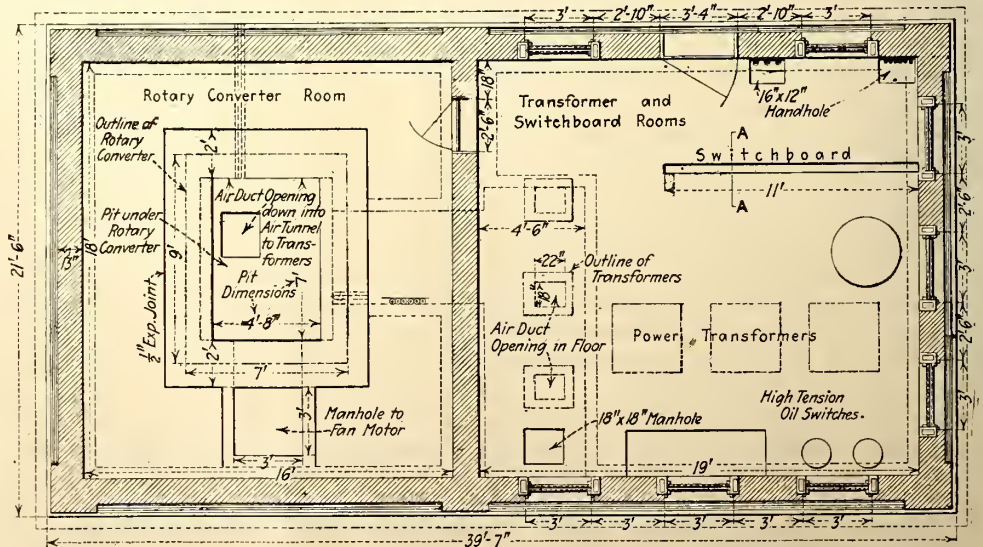 3'
2'-10"
3'-4"
2'-10"
3'
Rotary Converter Room
Outline of
Rotary
Converter
2'
18"
2'-6"
Transformer and
Switchboard Rooms
16"x12"
Handhole
A
Switchboard
A
11'
3'
2'-6"
3'
2'-6"
3'
Air Duct Opening
down into
Air Tunnel
to Trans-
formers
Pit under
Rotary
Converter
Pit
Dimensions
7'
4'-8"
9'
18'
13"
21'-6"
1/2" Exp. Joint
2'
7'
3'
Manhole to
Fan Motor
3'
16'
4'-6"
22"
18"
Outline of
Transformers
Air Duct
Opening in Floor
Power Transformers
High Tension
Oil Switches.
18"x18" Manhole
19'
3'
3'
3'
3'
3'
39'-7"